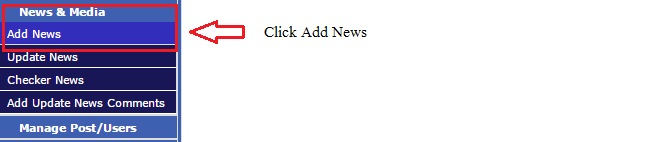 News & Media
Add News
Click Add News
Update News
Checker News
Add Update News Comments
Manage Post/Users